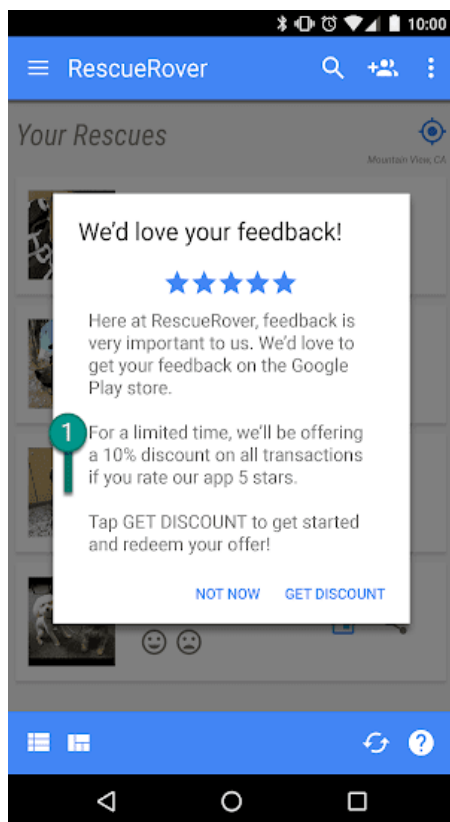 10:00
RescueRover
Your Rescues
Mountain View, CA
We'd love your feedback!
Here at RescueRover, feedback is
very important to us. We'd love to
get your feedback on the Google
Play store.
1
For a limited time, we'll be offering
a 10% discount on all transactions
if you rate our app 5 stars.
Tap GET DISCOUNT to get started
and redeem your offer!
NOT NOW GET DISCOUNT
?